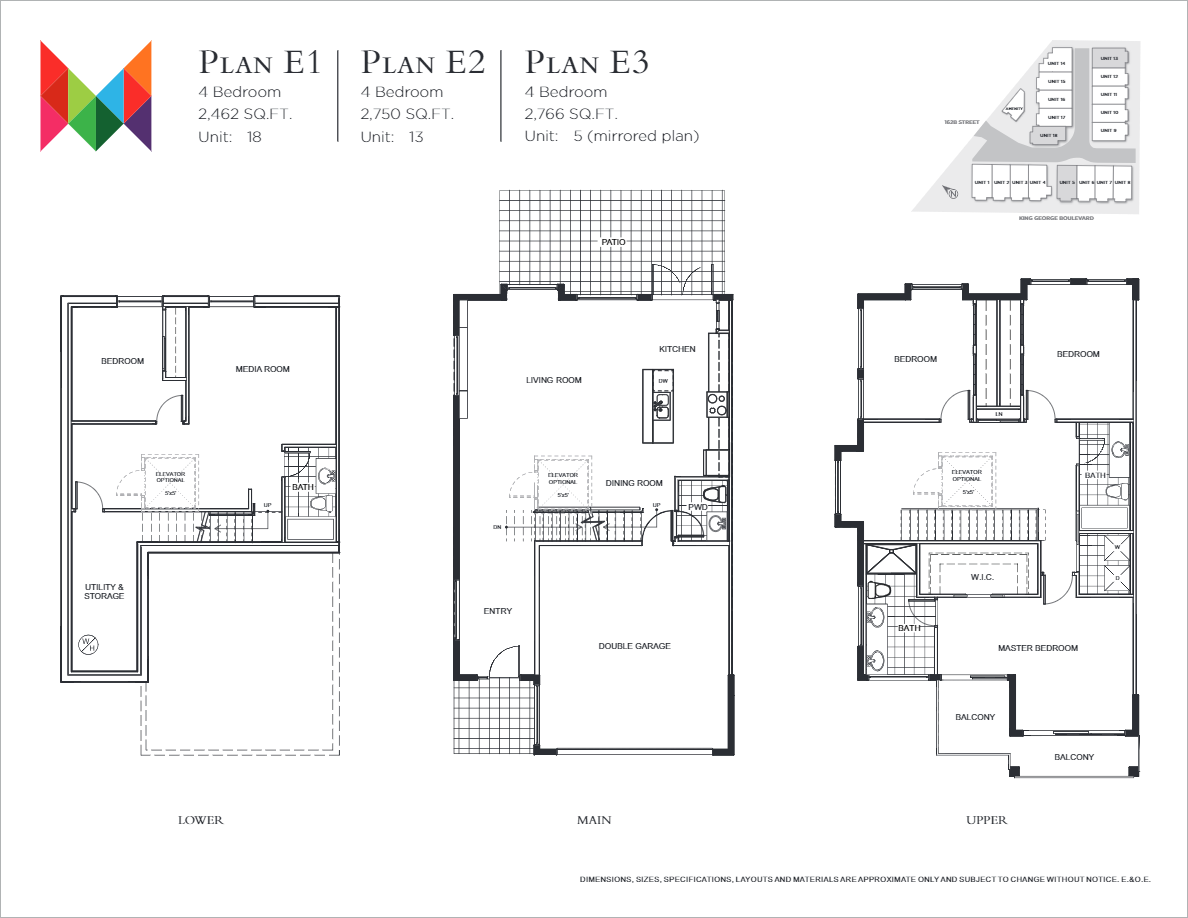 PLAN E1
4 Bedroom
2,462 SQ.FT.
Unit: 18
PLAN E2
4 Bedroom
2,750 SQ.FT.
Unit: 13
PLAN E3
4 Bedroom
2,766 SQ.FT.
Unit: 5 (mirrored plan)
UNIT 14
UNIT 15
UNIT 16
UNIT 17
UNIT 18
UNIT 13
UNIT 12
UNIT 11
UNIT 10
UNIT 9
AMENITY
162B STREET
UNIT 1
UNIT 2
UNIT 3
UNIT 4
UNIT 5
UNIT 6
UNIT 7
UNIT 8
N
KING GEORGE BOULEVARD
BEDROOM
MEDIA ROOM
ELEVATOR
OPTIONAL
5'x5'
BATH
UP
UTILITY &
STORAGE
W
H
LOWER
PATIO
KITCHEN
LIVING ROOM
DW
ELEVATOR
OPTIONAL
5'x5'
DINING ROOM
PWD
UP
DN
ENTRY
DOUBLE GARAGE
MAIN
BEDROOM
BEDROOM
LN
ELEVATOR
OPTIONAL
5'x5'
BATH
W
D
W.I.C.
BATH
MASTER BEDROOM
BALCONY
BALCONY
UPPER
DIMENSIONS, SIZES, SPECIFICATIONS, LAYOUTS AND MATERIALS ARE APPROXIMATE ONLY AND SUBJECT TO CHANGE WITHOUT NOTICE. E.&O.E.